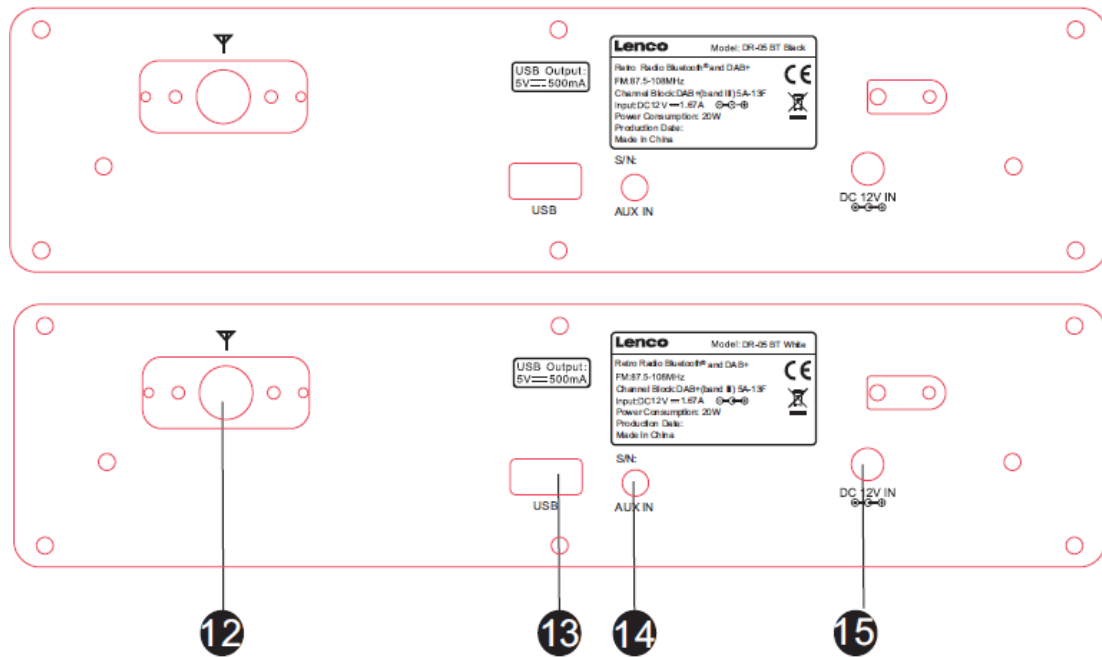 USB Output:
5V⎓500mA
Lenco Model: DR-05 BT Black
Retro Radio Bluetooth® and DAB+
FM:87.5-108MHz
Channel Block:DAB+(band III) 5A-13F
Input:DC12V⎓1.67A
Power Consumption: 20W
Production Date:
Made in China
CE
S/N:
USB
AUX IN
DC 12V IN
USB Output:
5V⎓500mA
Lenco Model: DR-05 BT White
Retro Radio Bluetooth® and DAB+
FM:87.5-108MHz
Channel Block:DAB+(band III) 5A-13F
Input:DC12V⎓1.67A
Power Consumption: 20W
Production Date:
Made in China
CE
S/N:
USB
AUX IN
DC 12V IN
12 13 14 15